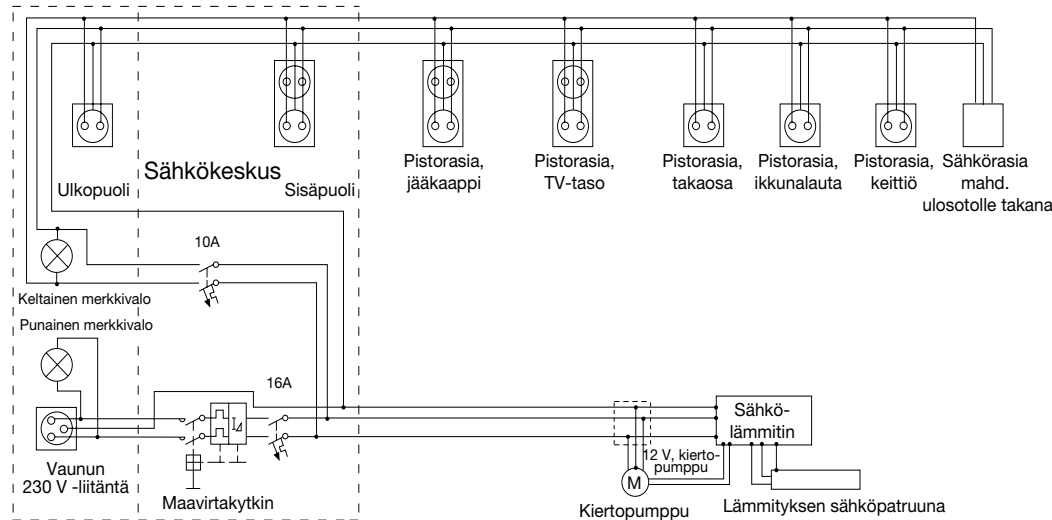 Ulkopuoli
Sähkökeskus
Sisäpuoli
Pistorasia,
jääkaappi
Pistorasia,
TV-taso
Pistorasia,
takaosa
Pistorasia,
ikkunalauta
Pistorasia,
keittiö
Sähkörasia
mahd.
ulosotolle takana
10A
Keltainen merkkivalo
Punainen merkkivalo
16A
I⊿
Vaunun
230 V -liitäntä
Maavirtakytkin
12 V, kierto-
pumppu
M
Kiertopumppu
Sähkö-
lämmitin
Lämmityksen sähköpatruuna